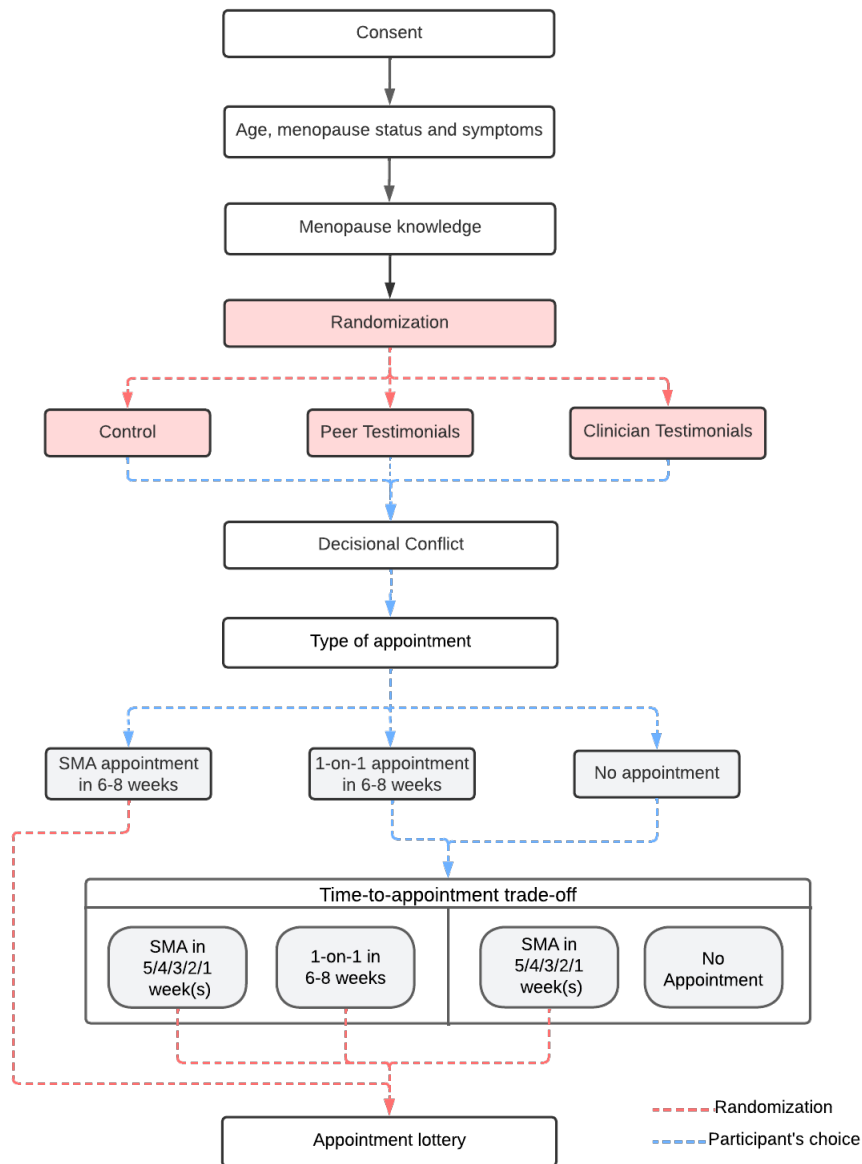 Consent
Age, menopause status and symptoms
Menopause knowledge
Randomization
Control
Peer Testimonials
Clinician Testimonials
Decisional Conflict
Type of appointment
SMA appointment
in 6-8 weeks
1-on-1 appointment
in 6-8 weeks
No appointment
Time-to-appointment trade-off
SMA in
5/4/3/2/1
week(s)
1-on-1 in
6-8 weeks
SMA in
5/4/3/2/1
week(s)
No
Appointment
Appointment lottery
Randomization
Participant's choice